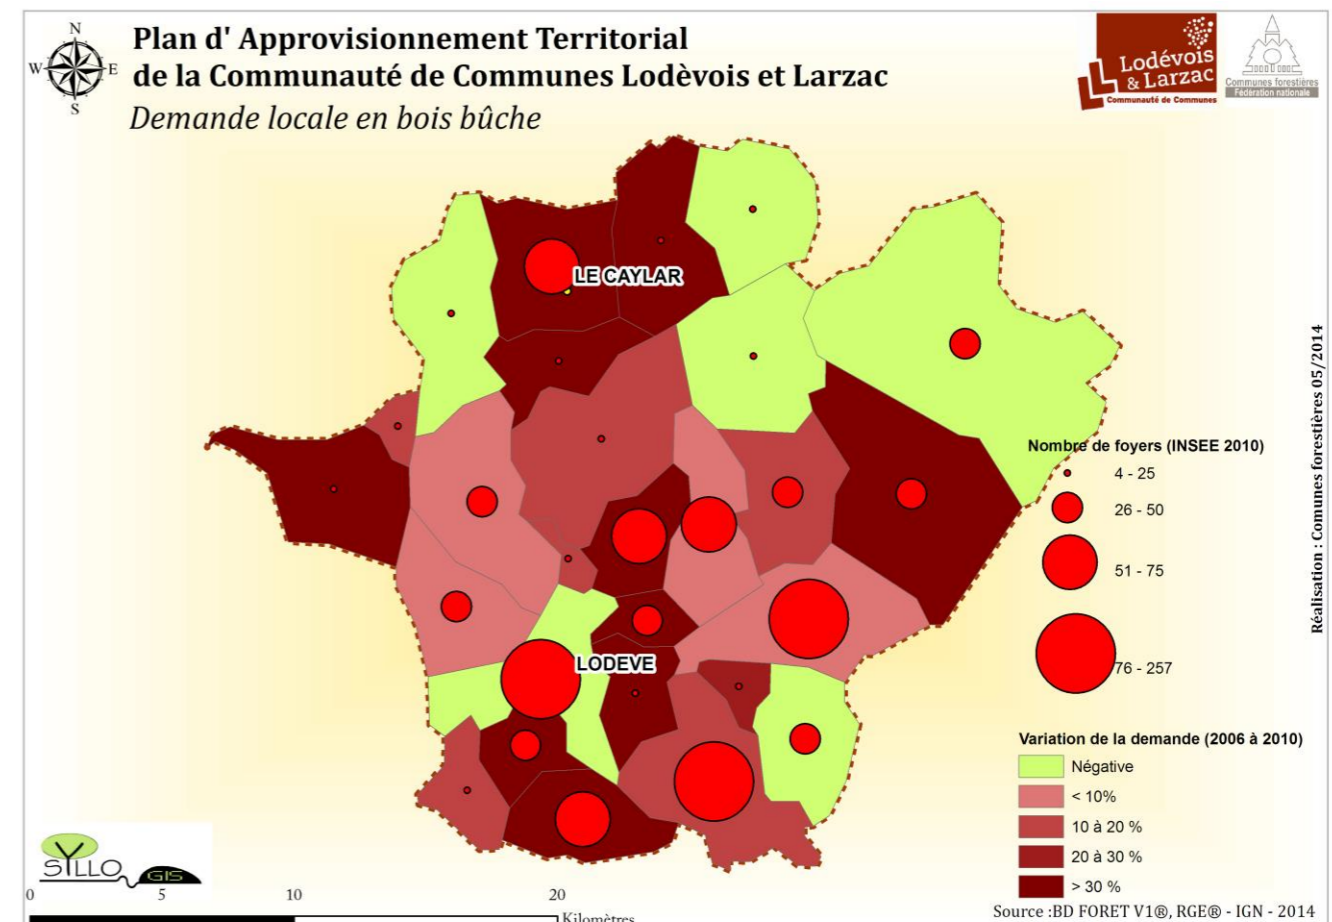 N
W E
S
Plan d' Approvisionnement Territorial
de la Communauté de Communes Lodèvois et Larzac
Demande locale en bois bûche
Lodévois
& Larzac
Communauté de Communes
Communes forestières
Fédération nationale
LE CAYLAR
LODEVE
Nombre de foyers (INSEE 2010)
4 - 25
26 - 50
51 - 75
76 - 257
Variation de la demande (2006 à 2010)
Négative
< 10%
10 à 20 %
20 à 30 %
> 30 %
Réalisation : Comunes forestières 05/2014
SYLLO GIS
0 5 10 20
Kilomètres
Source :BD FORET V1®, RGE® - IGN - 2014